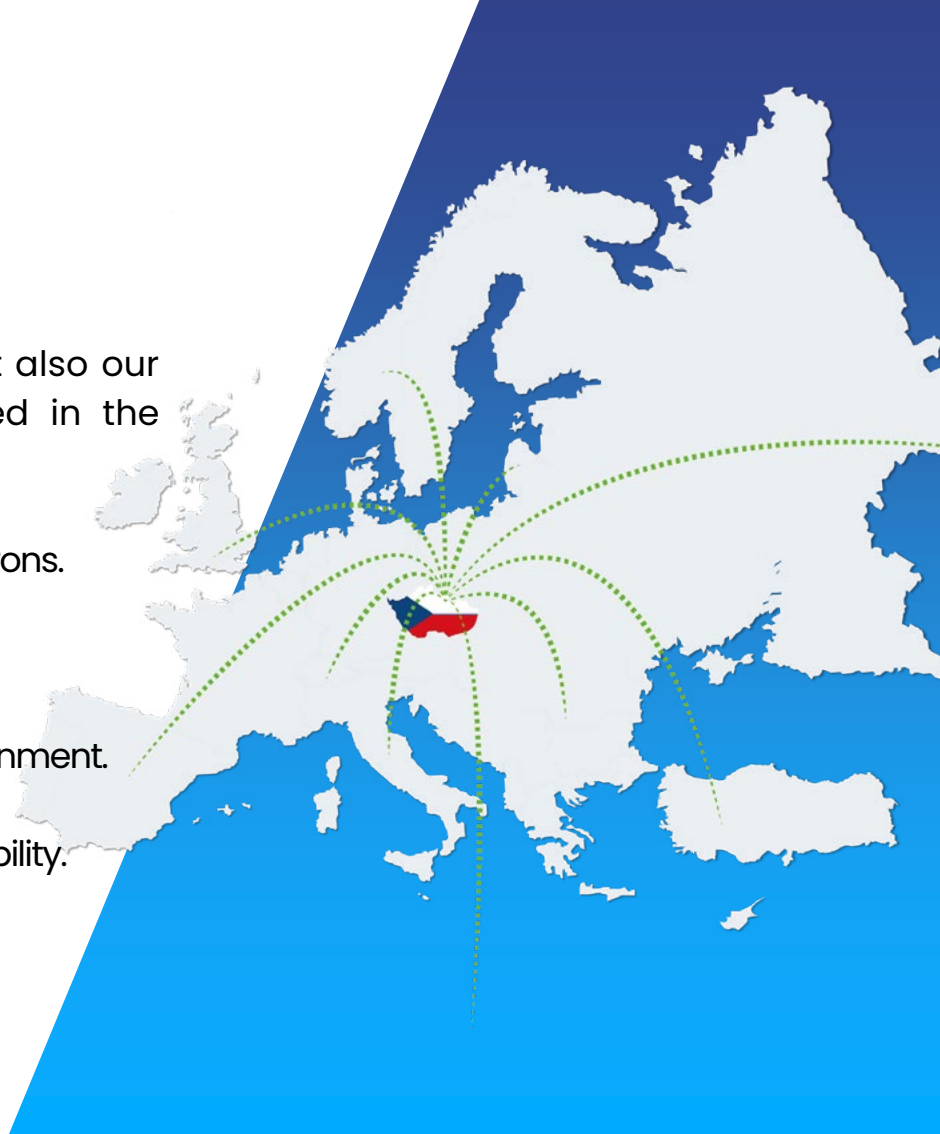 also our
ed in the
ons.
nment.
bility.